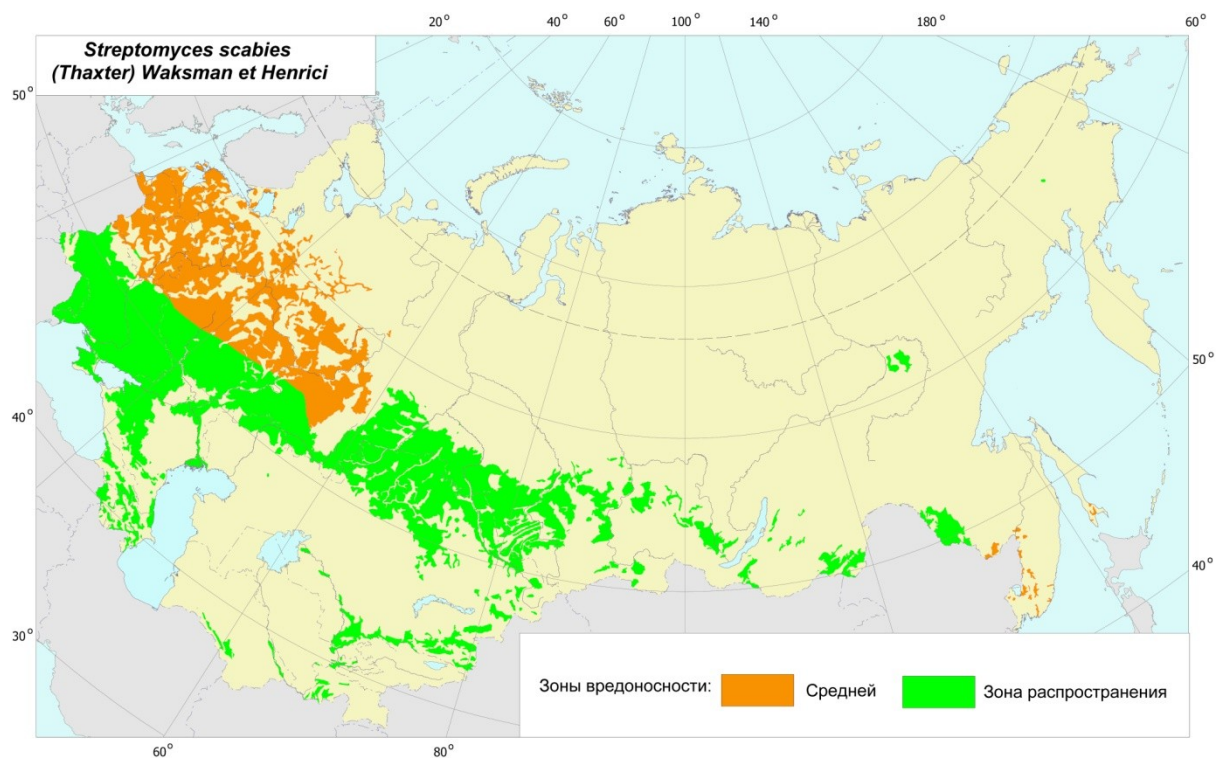 20° 40° 60° 100° 140° 180° 60°
Streptomyces scabies
(Thaxter) Waksman et Henrici
50°
50°
40°
40°
30°
Зоны вредоносности: Средней Зона распространения
60° 80°